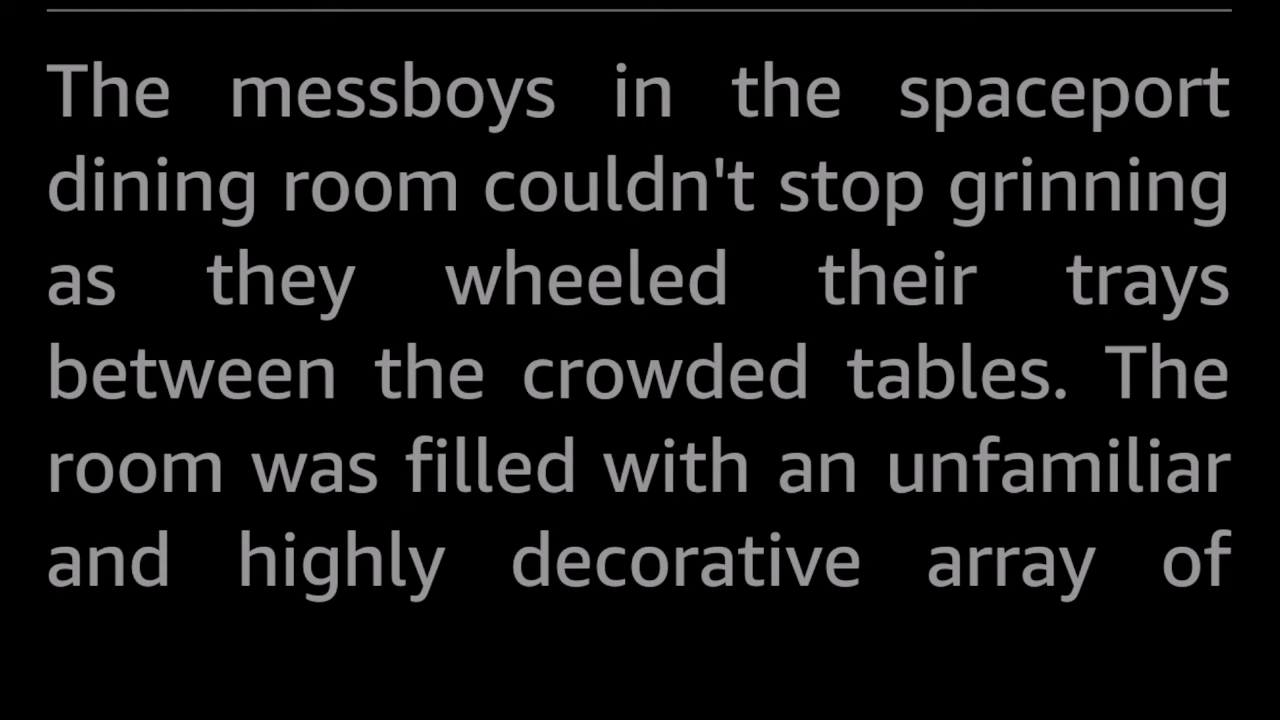 The messboys in the spaceport
dining room couldn't stop grinning
as they wheeled their trays
between the crowded tables. The
room was filled with an unfamiliar
and highly decorative array of